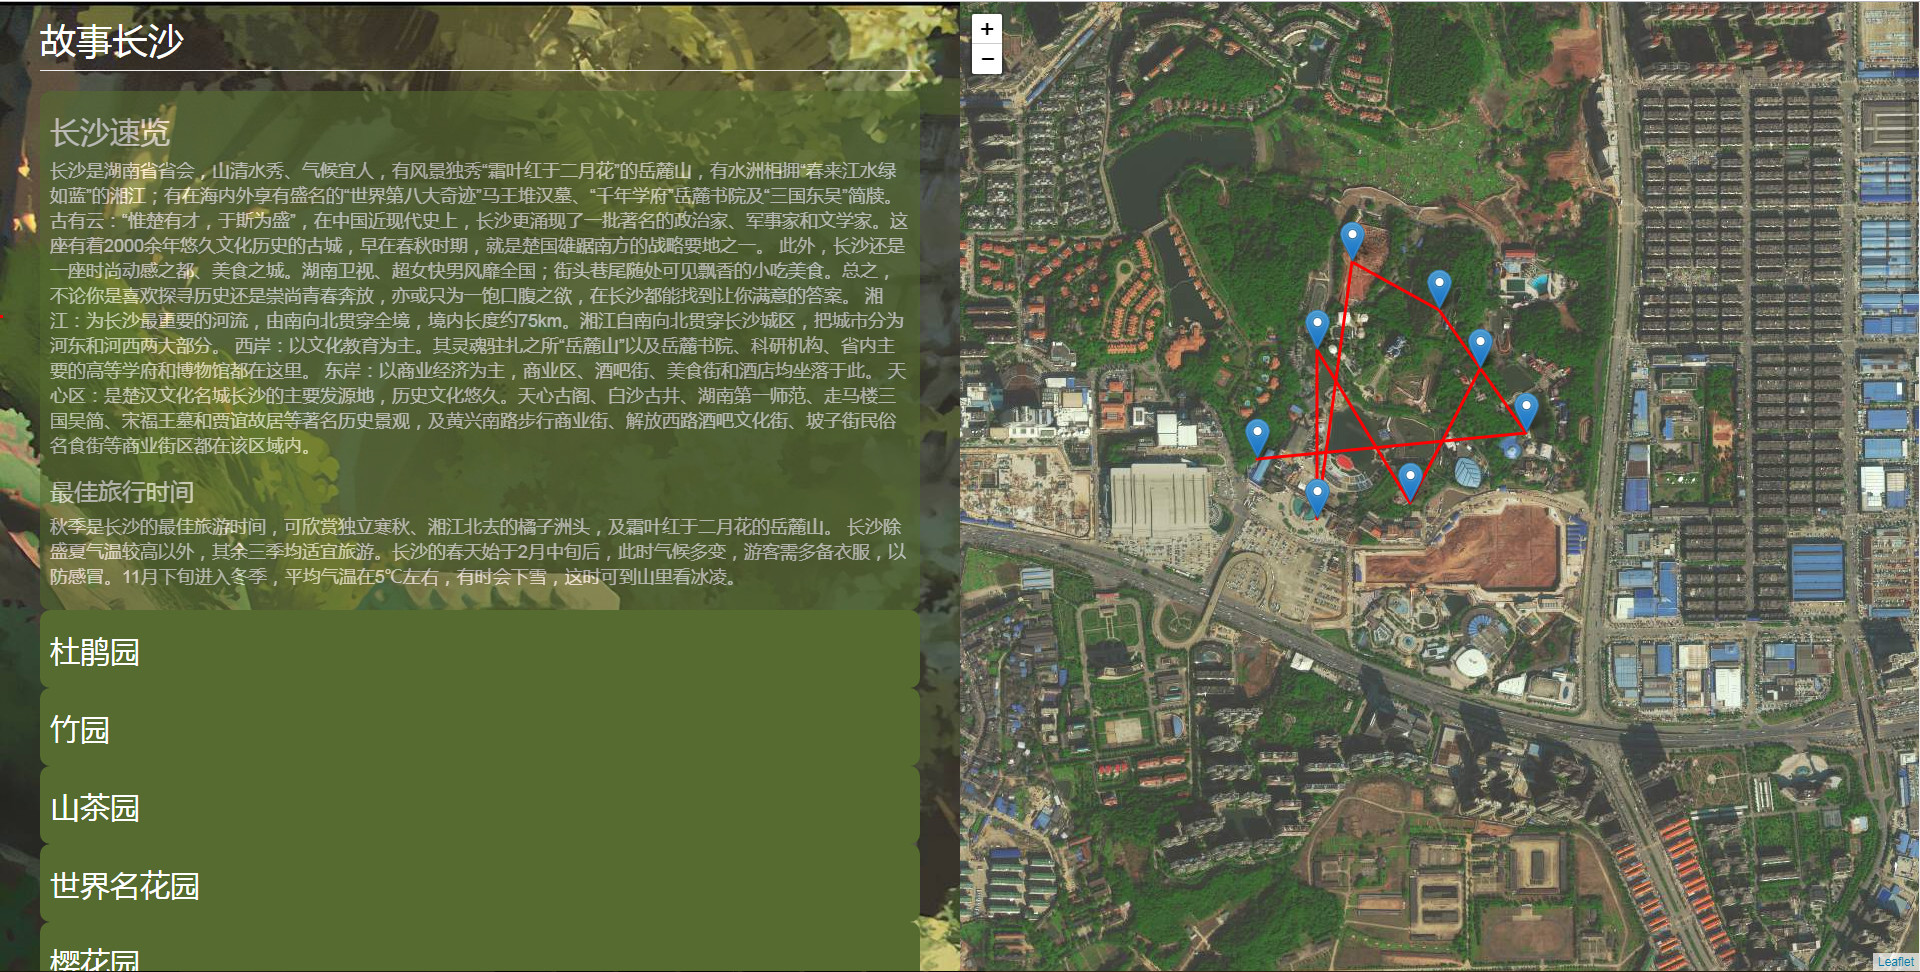 故事长沙
长沙速览
长沙是湖南省省会，山清水秀、气候宜人，有风景独秀“霜叶红于二月花”的岳麓山，有水洲相拥“春来江水绿
如蓝”的湘江；有在海内外享有盛名的“世界第八大奇迹”马王堆汉墓、“千年学府”岳麓书院及“三国东吴”简牍。
古有云：“惟楚有才，于斯为盛”，在中国近现代史上，长沙更涌现了一批著名的政治家、军事家和文学家。这
座有着2000余年悠久文化历史的古城，早在春秋时期，就是楚国雄踞南方的战略要地之一。 此外，长沙还是
一座时尚动感之都、美食之城。湖南卫视、超女快男风靡全国；街头巷尾随处可见飘香的小吃美食。总之，
不论你是喜欢探寻历史还是崇尚青春奔放，亦或只为一饱口腹之欲，在长沙都能找到让你满意的答案。 湘
江：为长沙最重要的河流，由南向北贯穿全境，境内长度约75km。湘江自南向北贯穿长沙城区，把城市分为
河东和河西两大部分。 西岸：以文化教育为主。其灵魂驻扎之所“岳麓山”以及岳麓书院、科研机构、省内主
要的高等学府和博物馆都在这里。 东岸：以商业经济为主，商业区、酒吧街、美食街和酒店均坐落于此。 天
心区：是楚汉文化名城长沙的主要发源地，历史文化悠久。天心古阁、白沙古井、湖南第一师范、走马楼三
国吴简、宋福王墓和贾谊故居等著名历史景观，及黄兴南路步行商业街、解放西路酒吧文化街、坡子街民俗
名食街等商业街区都在该区域内。
最佳旅行时间
秋季是长沙的最佳旅游时间，可欣赏独立寒秋、湘江北去的橘子洲头，及霜叶红于二月花的岳麓山。 长沙除
盛夏气温较高以外，其余三季均适宜旅游。长沙的春天始于2月中旬后，此时气候多变，游客需多备衣服，以
防感冒。11月下旬进入冬季，平均气温在5℃左右，有时会下雪，这时可到山里看冰凌。
杜鹃园
竹园
山茶园
世界名花园
樱花园
+
−
Leaflet